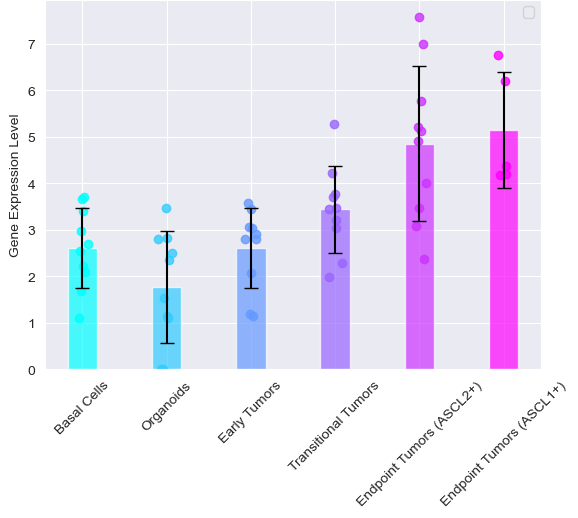 Gene Expression Level
7
6
5
4
3
2
1
0
Basal Cells
Organoids
Early Tumors
Transitional Tumors
Endpoint Tumors (ASCL2+)
Endpoint Tumors (ASCL1+)